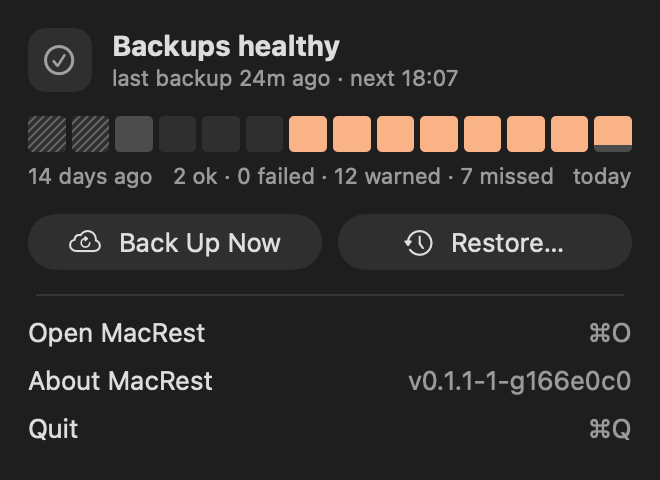 Backups healthy
last backup 24m ago · next 18:07
14 days ago 2 ok · 0 failed · 12 warned · 7 missed today
Back Up Now Restore...
Open MacRest ⌘O
About MacRest v0.1.1-1-g166e0c0
Quit ⌘Q